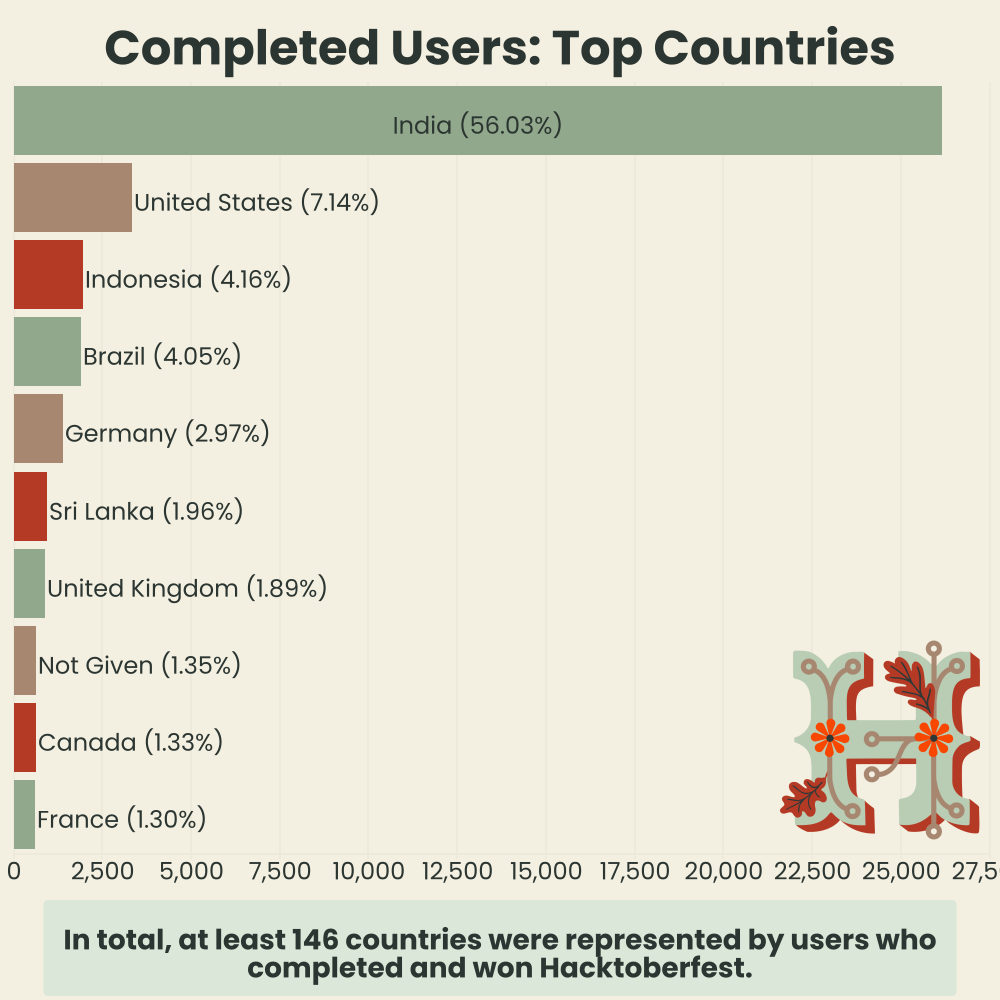 Completed Users: Top Countries
India (56.03%)
United States (7.14%)
Indonesia (4.16%)
Brazil (4.05%)
Germany (2.97%)
Sri Lanka (1.96%)
United Kingdom (1.89%)
Not Given (1.35%)
Canada (1.33%)
France (1.30%)
0 2,500 5,000 7,500 10,000 12,500 15,000 17,500 20,000 22,500 25,000 27,5
In total, at least 146 countries were represented by users who
completed and won Hacktoberfest.